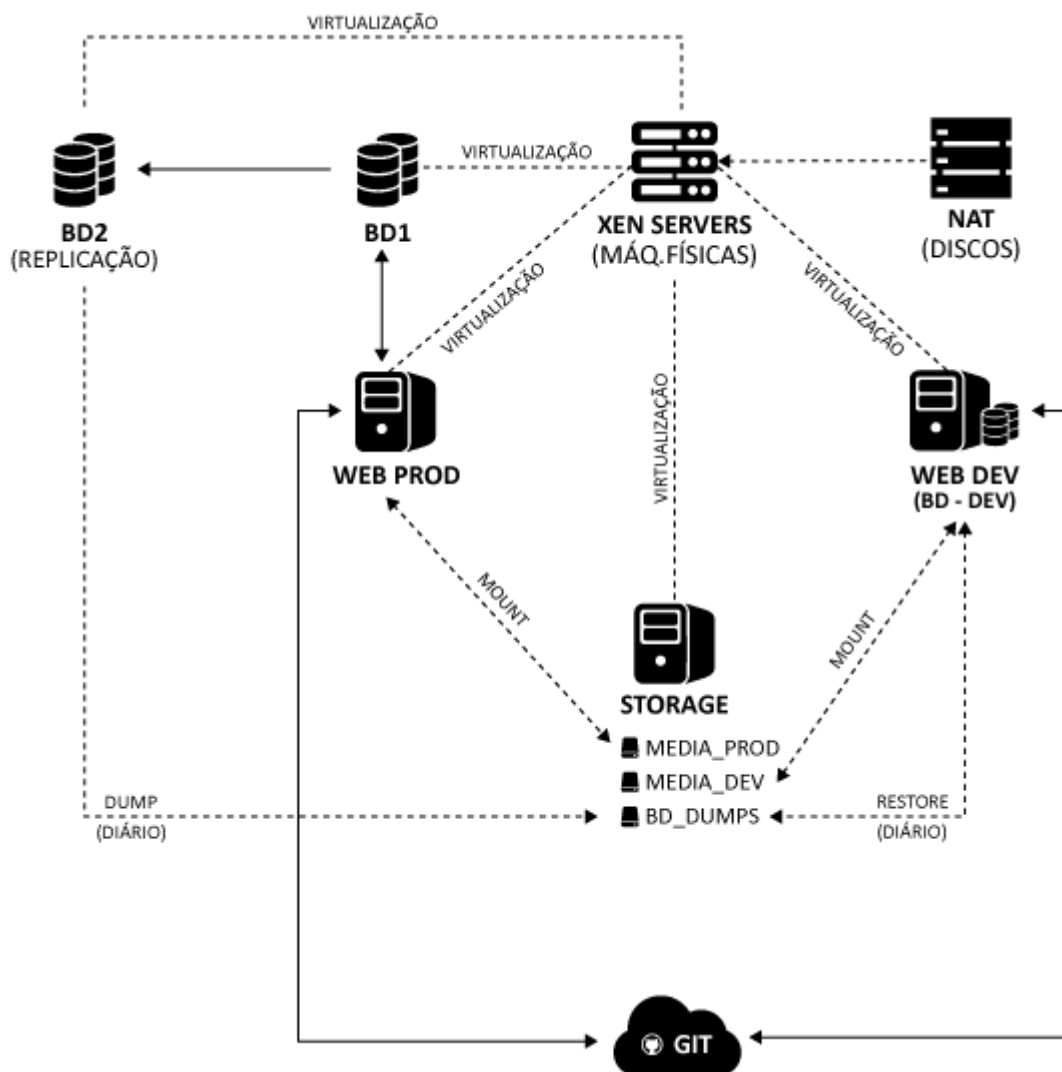 VIRTUALIZAÇÃO
VIRTUALIZAÇÃO
BD2
(REPLICAÇÃO)
BD1
XEN SERVERS
(MÁQ.FÍSICAS)
NAT
(DISCOS)
VIRTUALIZAÇÃO
VIRTUALIZAÇÃO
VIRTUALIZAÇÃO
WEB PROD
WEB DEV
(BD - DEV)
MOUNT
MOUNT
STORAGE
MEDIA_PROD
MEDIA_DEV
BD_DUMPS
DUMP
(DIÁRIO)
RESTORE
(DIÁRIO)
GIT